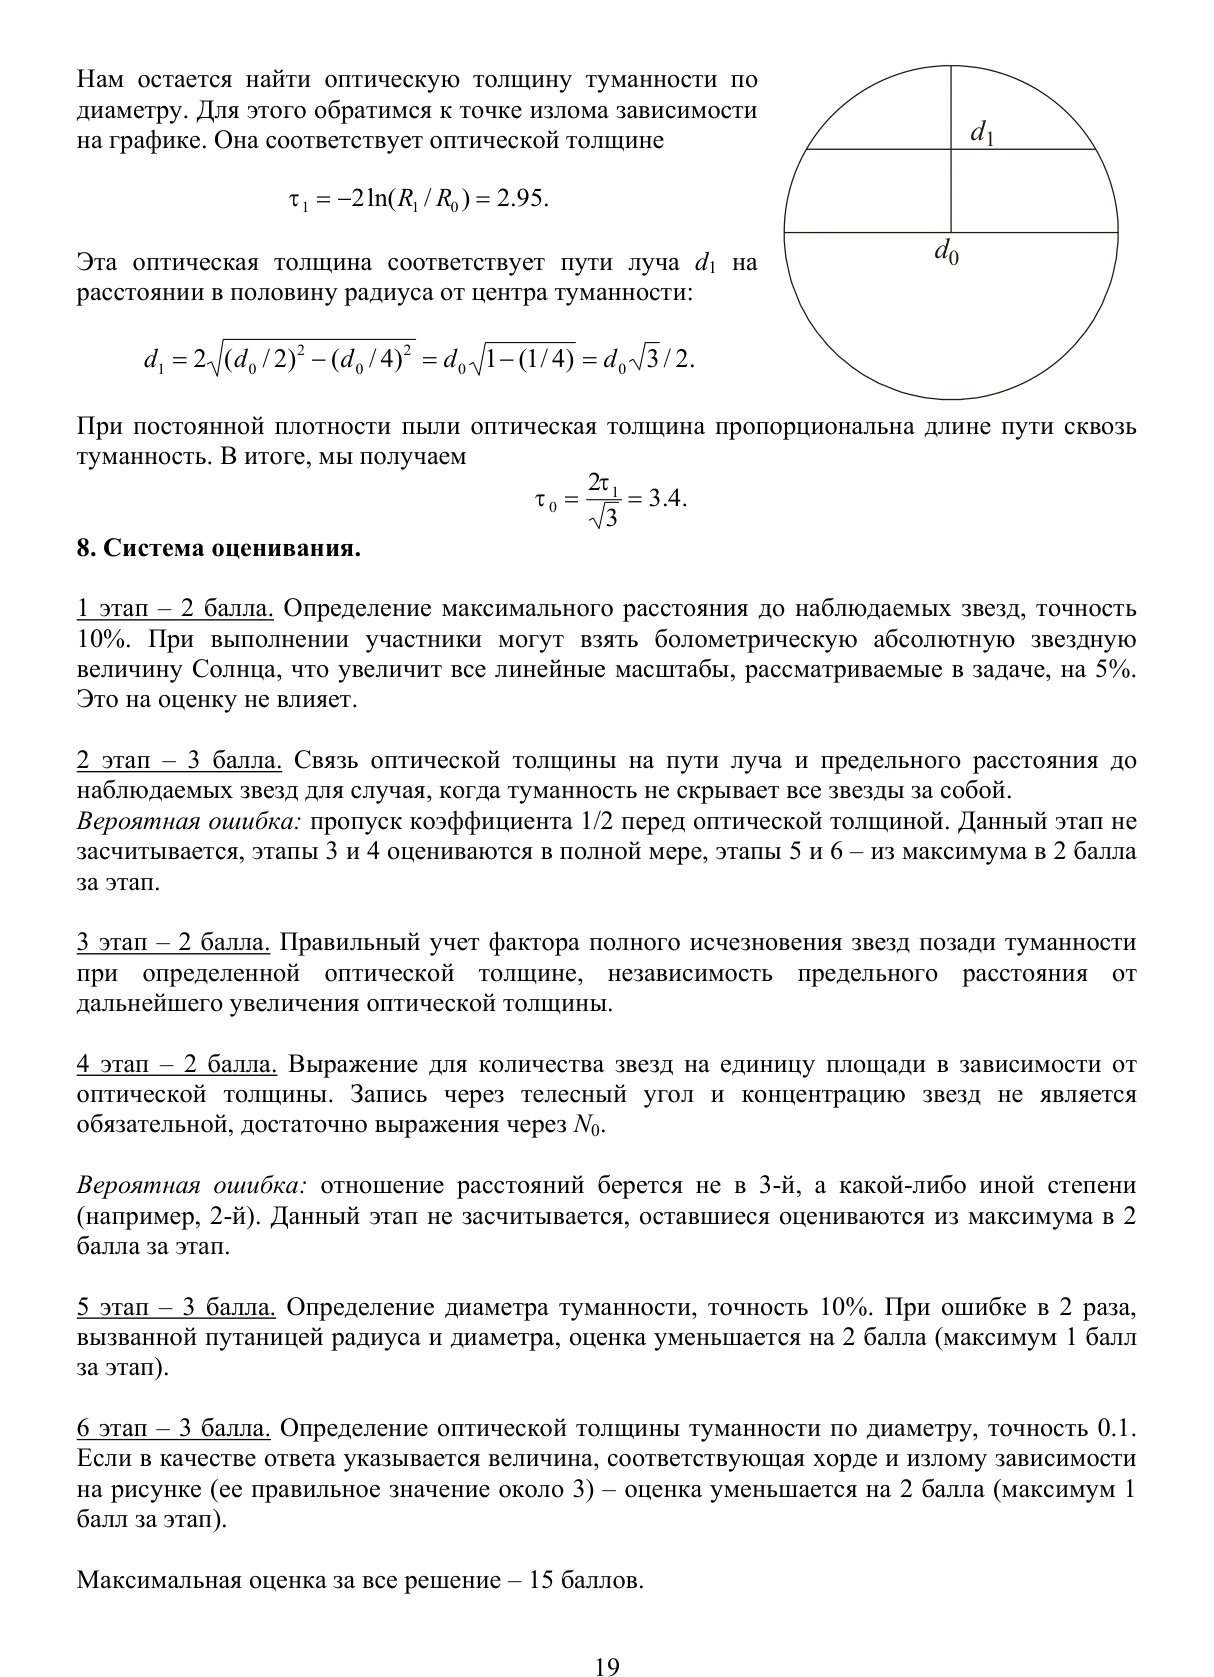 Нам остается найти оптическую толщину туманности по
диаметру. Для этого обратимся к точке излома зависимости
на графике. Она соответствует оптической толщине
d₁
τ₁ = −2 ln(R₁ / R₀) = 2.95.
d₀
Эта оптическая толщина соответствует пути луча d₁ на
расстоянии в половину радиуса от центра туманности:
d₁ = 2√((d₀ / 2)² − (d₀ / 4)²) = d₀√(1 − (1/ 4)) = d₀√3 / 2.
При постоянной плотности пыли оптическая толщина пропорциональна длине пути сквозь
туманность. В итоге, мы получаем
τ₀ = 2τ₁ / √3 = 3.4.
8. Система оценивания.
1 этап – 2 балла. Определение максимального расстояния до наблюдаемых звезд, точность
10%. При выполнении участники могут взять болометрическую абсолютную звездную
величину Солнца, что увеличит все линейные масштабы, рассматриваемые в задаче, на 5%.
Это на оценку не влияет.
2 этап – 3 балла. Связь оптической толщины на пути луча и предельного расстояния до
наблюдаемых звезд для случая, когда туманность не скрывает все звезды за собой.
Вероятная ошибка: пропуск коэффициента 1/2 перед оптической толщиной. Данный этап не
засчитывается, этапы 3 и 4 оцениваются в полной мере, этапы 5 и 6 – из максимума в 2 балла
за этап.
3 этап – 2 балла. Правильный учет фактора полного исчезновения звезд позади туманности
при определенной оптической толщине, независимость предельного расстояния от
дальнейшего увеличения оптической толщины.
4 этап – 2 балла. Выражение для количества звезд на единицу площади в зависимости от
оптической толщины. Запись через телесный угол и концентрацию звезд не является
обязательной, достаточно выражения через N₀.
Вероятная ошибка: отношение расстояний берется не в 3-й, а какой-либо иной степени
(например, 2-й). Данный этап не засчитывается, оставшиеся оцениваются из максимума в 2
балла за этап.
5 этап – 3 балла. Определение диаметра туманности, точность 10%. При ошибке в 2 раза,
вызванной путаницей радиуса и диаметра, оценка уменьшается на 2 балла (максимум 1 балл
за этап).
6 этап – 3 балла. Определение оптической толщины туманности по диаметру, точность 0.1.
Если в качестве ответа указывается величина, соответствующая хорде и излому зависимости
на рисунке (ее правильное значение около 3) – оценка уменьшается на 2 балла (максимум 1
балл за этап).
Максимальная оценка за все решение – 15 баллов.
19